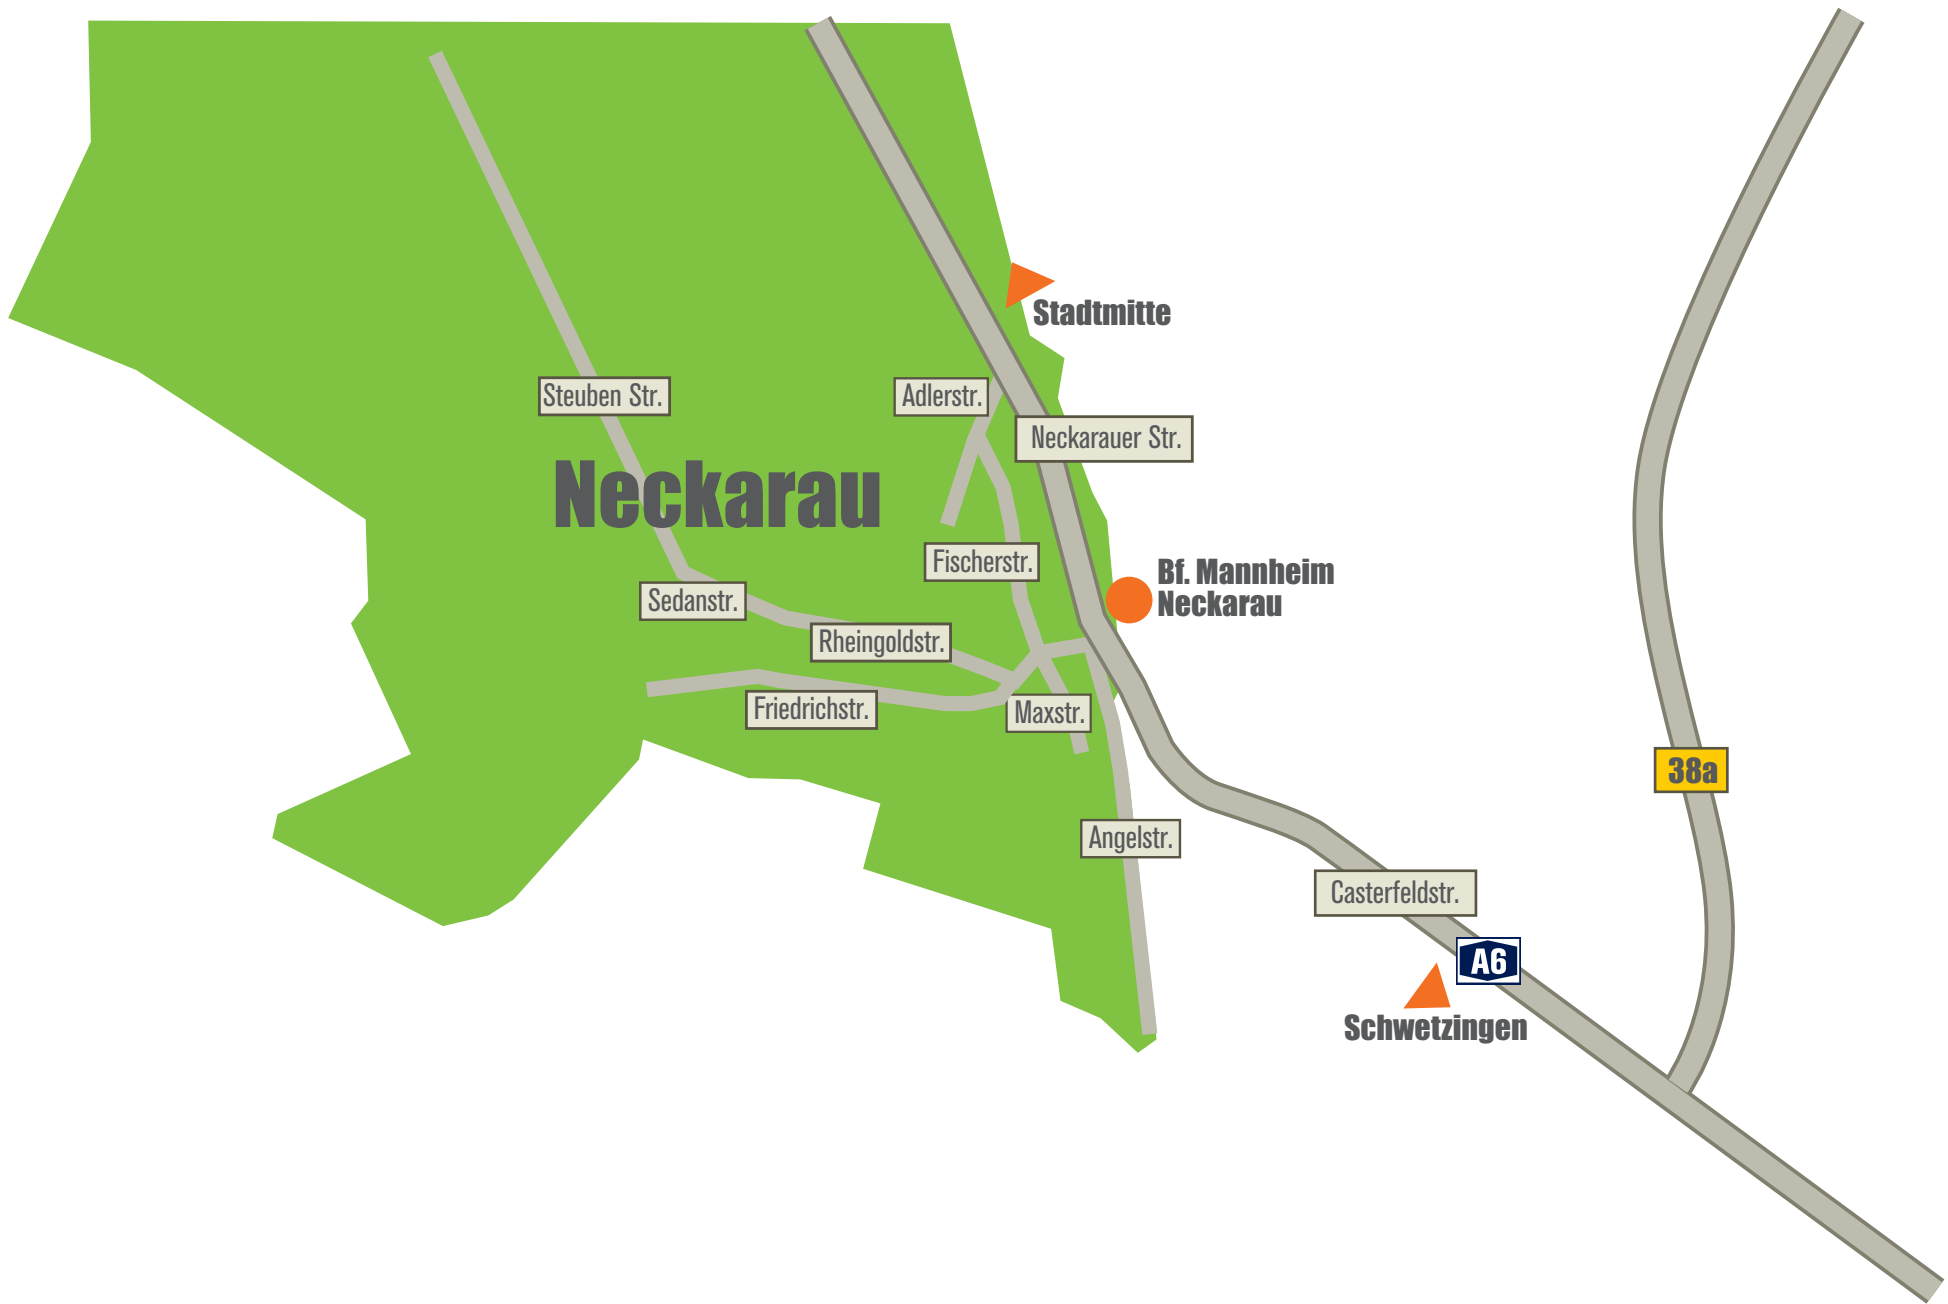 Stadtmitte
Steuben Str.
Adlerstr.
Neckarauer Str.
Neckarau
Fischerstr.
Bf. Mannheim
Neckarau
Sedanstr.
Rheingoldstr.
Friedrichstr.
Maxstr.
38a
Angelstr.
Casterfeldstr.
A6
Schwetzingen